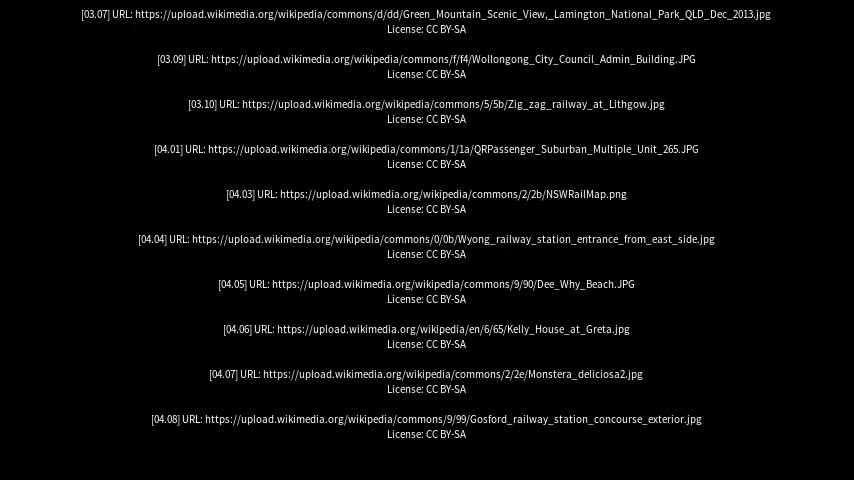 [03.07] URL: https://upload.wikimedia.org/wikipedia/commons/d/dd/Green_Mountain_Scenic_View,_Lamington_National_Park_QLD_Dec_2013.jpg
License: CC BY-SA
[03.09] URL: https://upload.wikimedia.org/wikipedia/commons/f/f4/Wollongong_City_Council_Admin_Building.JPG
License: CC BY-SA
[03.10] URL: https://upload.wikimedia.org/wikipedia/commons/5/5b/Zig_zag_railway_at_Lithgow.jpg
License: CC BY-SA
[04.01] URL: https://upload.wikimedia.org/wikipedia/commons/1/1a/QRPassenger_Suburban_Multiple_Unit_265.JPG
License: CC BY-SA
[04.03] URL: https://upload.wikimedia.org/wikipedia/commons/2/2b/NSWRailMap.png
License: CC BY-SA
[04.04] URL: https://upload.wikimedia.org/wikipedia/commons/0/0b/Wyong_railway_station_entrance_from_east_side.jpg
License: CC BY-SA
[04.05] URL: https://upload.wikimedia.org/wikipedia/commons/9/90/Dee_Why_Beach.JPG
License: CC BY-SA
[04.06] URL: https://upload.wikimedia.org/wikipedia/en/6/65/Kelly_House_at_Greta.jpg
License: CC BY-SA
[04.07] URL: https://upload.wikimedia.org/wikipedia/commons/2/2e/Monstera_deliciosa2.jpg
License: CC BY-SA
[04.08] URL: https://upload.wikimedia.org/wikipedia/commons/9/99/Gosford_railway_station_concourse_exterior.jpg
License: CC BY-SA